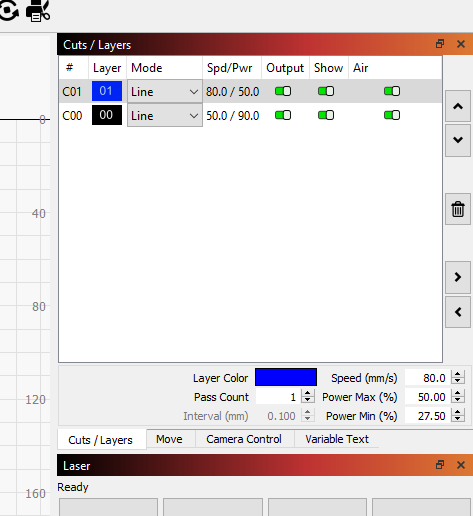 Cuts / Layers
# Layer Mode Spd/Pwr Output Show Air
C01 01 Line 80.0 / 50.0
C00 00 Line 50.0 / 90.0
0
40
80
120
160
Layer Color Speed (mm/s) 80.0
Pass Count 1 Power Max (%) 50.00
Interval (mm) 0.100 Power Min (%) 27.50
Cuts / Layers Move Camera Control Variable Text
Laser
Ready